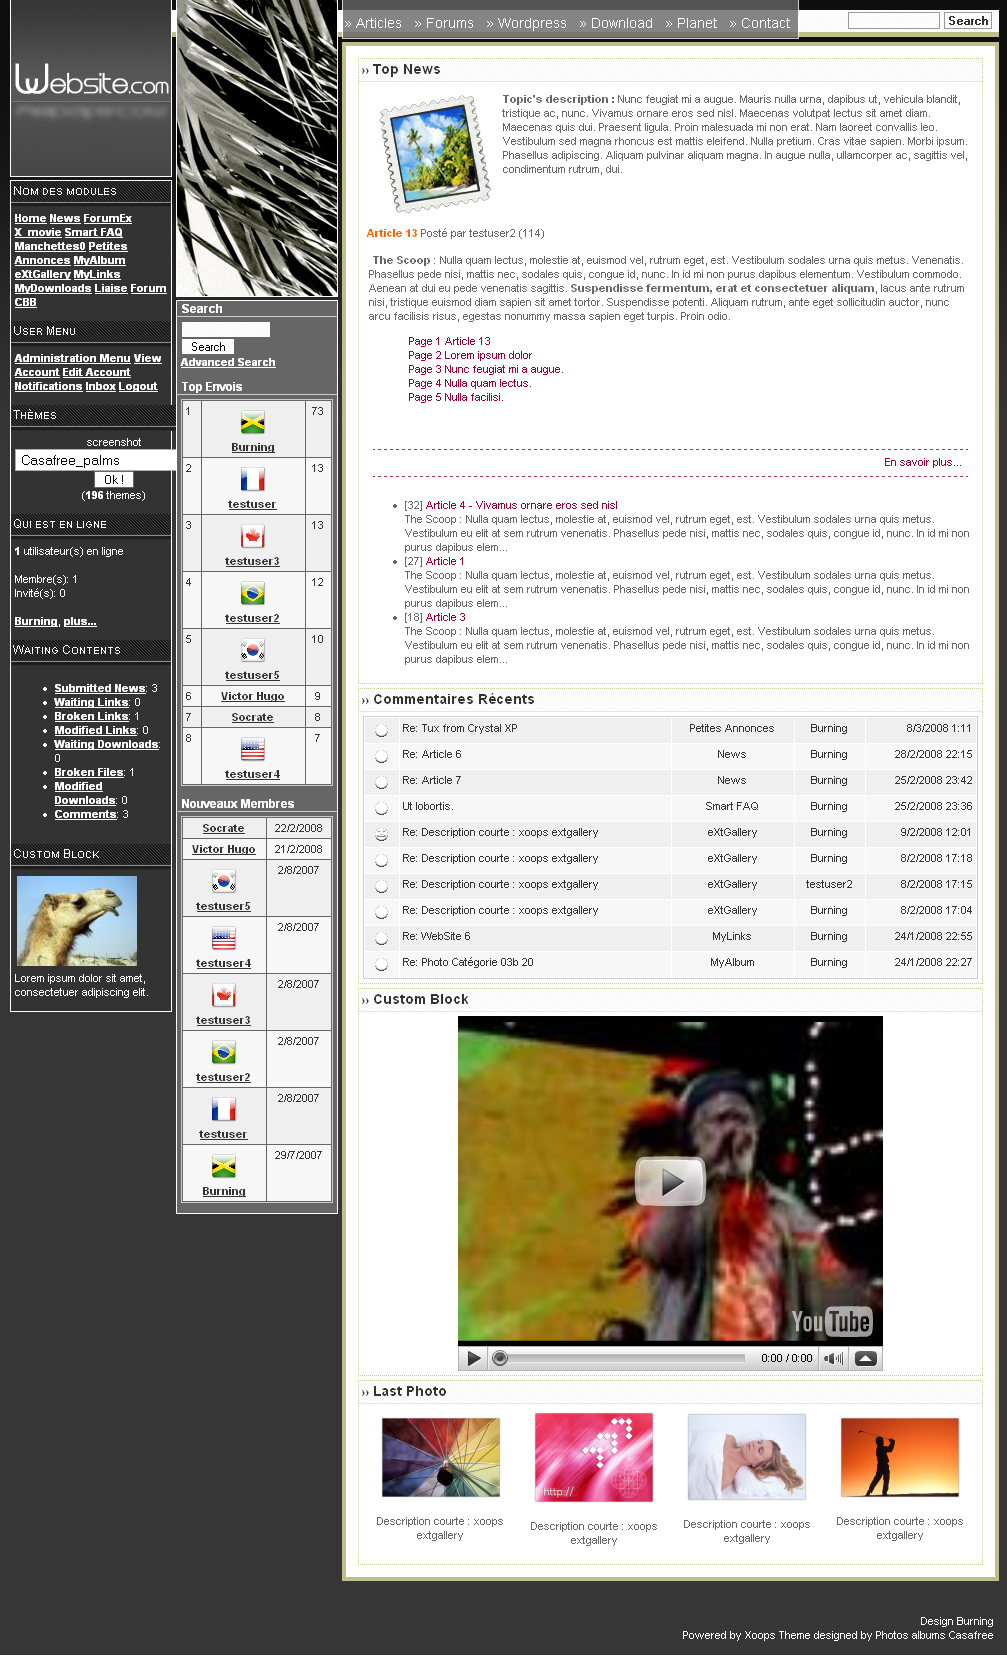 » Articles » Forums » Wordpress » Download » Planet » Contact
Search
Website.com
Nom des modules
Home News ForumEx
X_movie Smart FAQ
Manchettes0 Petites
Annonces MyAlbum
eXtGallery MyLinks
MyDownloads Liaise Forum
CBB
User Menu
Administration Menu View
Account Edit Account
Notifications Inbox Logout
Thèmes
screenshot
Casafree_palms
Ok !
(196 themes)
Qui est en ligne
1 utilisateur(s) en ligne
Membre(s): 1
Invité(s): 0
Burning, plus...
Waiting Contents
Submitted News: 3
Waiting Links: 0
Broken Links: 1
Modified Links: 0
Waiting Downloads:
0
Broken Files: 1
Modified
Downloads: 0
Comments: 3
Custom Block
Lorem ipsum dolor sit amet,
consectetuer adipiscing elit.
Search
Search
Advanced Search
Top Envois
1 Burning 73
2 testuser 13
3 testuser3 13
4 testuser2 12
5 testuser5 10
6 Victor Hugo 9
7 Socrate 8
8 testuser4 7
Nouveaux Membres
Socrate 22/2/2008
Victor Hugo 21/2/2008
testuser5 2/8/2007
testuser4 2/8/2007
testuser3 2/8/2007
testuser2 2/8/2007
testuser 2/8/2007
Burning 29/7/2007
›› Top News
Topic's description : Nunc feugiat mi a augue. Mauris nulla urna, dapibus ut, vehicula blandit,
tristique ac, nunc. Vivamus ornare eros sed nisl. Maecenas volutpat lectus sit amet diam.
Maecenas quis dui. Praesent ligula. Proin malesuada mi non erat. Nam laoreet convallis leo.
Vestibulum sed magna rhoncus est mattis eleifend. Nulla pretium. Cras vitae sapien. Morbi ipsum.
Phasellus adipiscing. Aliquam pulvinar aliquam magna. In augue nulla, ullamcorper ac, sagittis vel,
condimentum rutrum, dui.
Article 13 Posté par testuser2 (114)
The Scoop : Nulla quam lectus, molestie at, euismod vel, rutrum eget, est. Vestibulum sodales urna quis metus. Venenatis.
Phasellus pede nisi, mattis nec, sodales quis, congue id, nunc. In id mi non purus dapibus elementum. Vestibulum commodo.
Aenean at dui eu pede venenatis sagittis. Suspendisse fermentum, erat et consectetuer aliquam, lacus ante rutrum
nisi, tristique euismod diam sapien sit amet tortor. Suspendisse potenti. Aliquam rutrum, ante eget sollicitudin auctor, nunc
arcu facilisis risus, egestas nonummy massa sapien eget turpis. Proin odio.
Page 1 Article 13
Page 2 Lorem ipsum dolor
Page 3 Nunc feugiat mi a augue.
Page 4 Nulla quam lectus.
Page 5 Nulla facilisi.
En savoir plus...
[32] Article 4 - Vivamus ornare eros sed nisl
The Scoop : Nulla quam lectus, molestie at, euismod vel, rutrum eget, est. Vestibulum sodales urna quis metus.
Vestibulum eu elit at sem rutrum venenatis. Phasellus pede nisi, mattis nec, sodales quis, congue id, nunc. In id mi non
purus dapibus elem...
[27] Article 1
The Scoop : Nulla quam lectus, molestie at, euismod vel, rutrum eget, est. Vestibulum sodales urna quis metus.
Vestibulum eu elit at sem rutrum venenatis. Phasellus pede nisi, mattis nec, sodales quis, congue id, nunc. In id mi non
purus dapibus elem...
[18] Article 3
The Scoop : Nulla quam lectus, molestie at, euismod vel, rutrum eget, est. Vestibulum sodales urna quis metus.
Vestibulum eu elit at sem rutrum venenatis. Phasellus pede nisi, mattis nec, sodales quis, congue id, nunc. In id mi non
purus dapibus elem...
›› Commentaires Récents
Re: Tux from Crystal XP Petites Annonces Burning 8/3/2008 1:11
Re: Article 6 News Burning 28/2/2008 22:15
Re: Article 7 News Burning 25/2/2008 23:42
Ut lobortis. Smart FAQ Burning 25/2/2008 23:36
Re: Description courte : xoops extgallery eXtGallery Burning 9/2/2008 12:01
Re: Description courte : xoops extgallery eXtGallery Burning 8/2/2008 17:18
Re: Description courte : xoops extgallery eXtGallery testuser2 8/2/2008 17:15
Re: Description courte : xoops extgallery eXtGallery Burning 8/2/2008 17:04
Re: WebSite 6 MyLinks Burning 24/1/2008 22:55
Re: Photo Catégorie 03b 20 MyAlbum Burning 24/1/2008 22:27
›› Custom Block
YouTube
0:00 / 0:00
›› Last Photo
http://
Description courte : xoops
extgallery
Description courte : xoops
extgallery
Description courte : xoops
extgallery
Description courte : xoops
extgallery
Design Burning
Powered by Xoops Theme designed by Photos albums Casafree